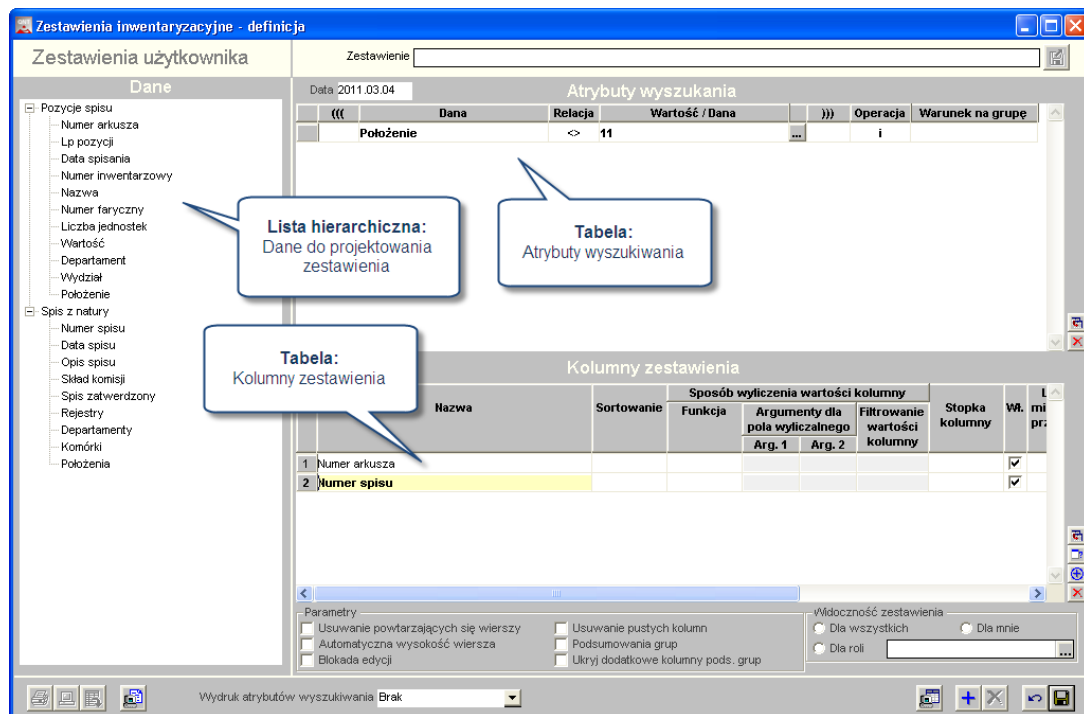 Zestawienia inwentaryzacyjne - definicja
Zestawienia użytkownika
Zestawienie
Dane
Pozycje spisu
Numer arkusza
Lp pozycji
Data spisania
Numer inwentarzowy
Nazwa
Numer faryczny
Liczba jednostek
Wartość
Departament
Wydział
Położenie
Spis z natury
Numer spisu
Data spisu
Opis spisu
Skład komisji
Spis zatwerdzony
Rejestry
Departamenty
Komórki
Położenia
Data 2011.03.04
Atrybuty wyszukania
((( Dana Relacja Wartość / Dana ))) Operacja Warunek na grupę
Położenie <> 11 ... i
Lista hierarchiczna:
Dane do projektowania
zestawienia
Tabela:
Atrybuty wyszukiwania
Tabela:
Kolumny zestawienia
Kolumny zestawienia
Nazwa Sortowanie Sposób wyliczenia wartości kolumny Stopka kolumny Wł.
Funkcja Argumenty dla pola wyliczalnego Filtrowanie wartości kolumny
Arg. 1 Arg. 2
1 Numer arkusza
2 Numer spisu
Parametry
Usuwanie powtarzających się wierszy
Automatyczna wysokość wiersza
Blokada edycji
Usuwanie pustych kolumn
Podsumowania grup
Ukryj dodatkowe kolumny pods. grup
Widoczność zestawienia
Dla wszystkich Dla mnie
Dla roli ...
Wydruk atrybutów wyszukiwania Brak